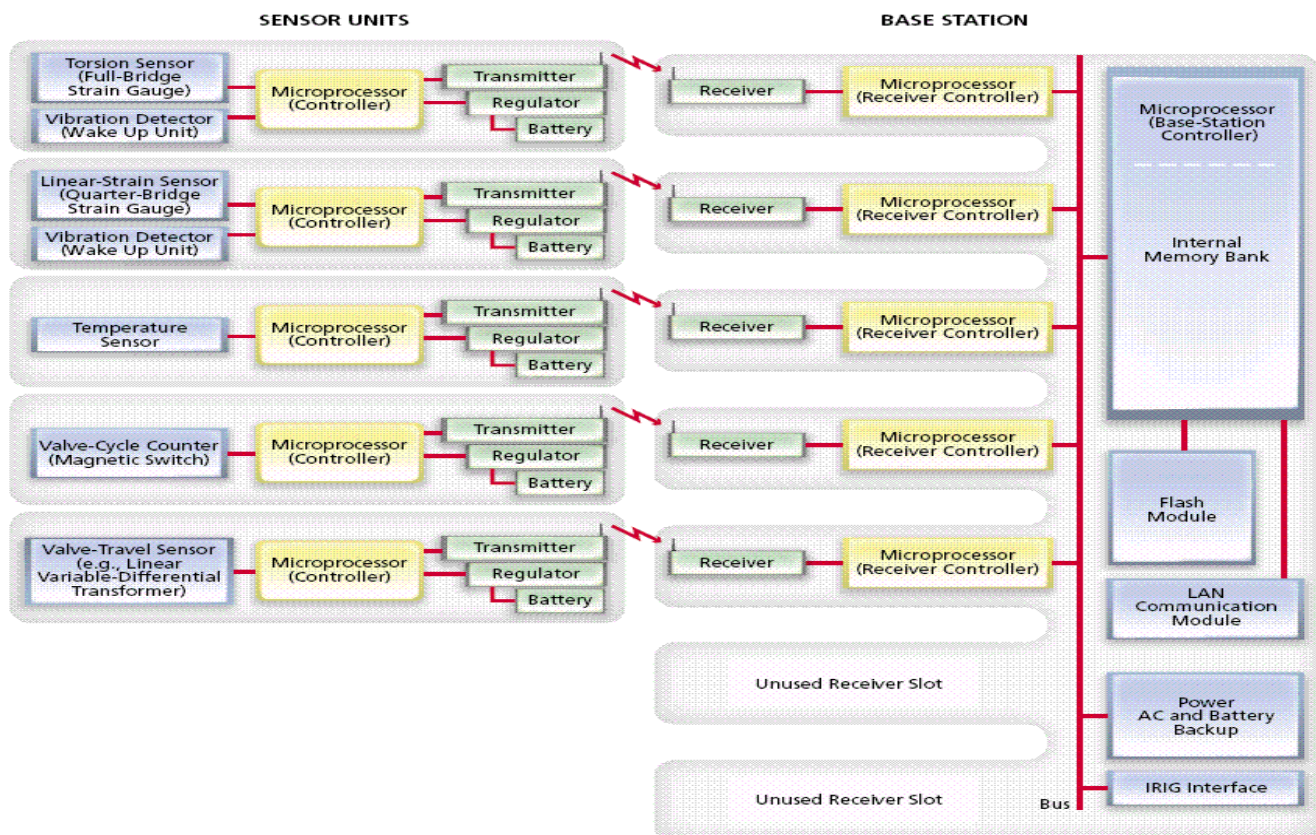 SENSOR UNITS
BASE STATION
Torsion Sensor
(Full-Bridge
Strain Gauge)
Vibration Detector
(Wake Up Unit)
Microprocessor
(Controller)
Transmitter
Regulator
Battery
Receiver
Microprocessor
(Receiver Controller)
Linear-Strain Sensor
(Quarter-Bridge
Strain Gauge)
Vibration Detector
(Wake Up Unit)
Microprocessor
(Controller)
Transmitter
Regulator
Battery
Receiver
Microprocessor
(Receiver Controller)
Temperature
Sensor
Microprocessor
(Controller)
Transmitter
Regulator
Battery
Receiver
Microprocessor
(Receiver Controller)
Valve-Cycle Counter
(Magnetic Switch)
Microprocessor
(Controller)
Transmitter
Regulator
Battery
Receiver
Microprocessor
(Receiver Controller)
Valve-Travel Sensor
(e.g., Linear
Variable-Differential
Transformer)
Microprocessor
(Controller)
Transmitter
Regulator
Battery
Receiver
Microprocessor
(Receiver Controller)
Unused Receiver Slot
Unused Receiver Slot
Bus
Microprocessor
(Base-Station
Controller)
Internal
Memory Bank
Flash
Module
LAN
Communication
Module
Power
AC and Battery
Backup
IRIG Interface